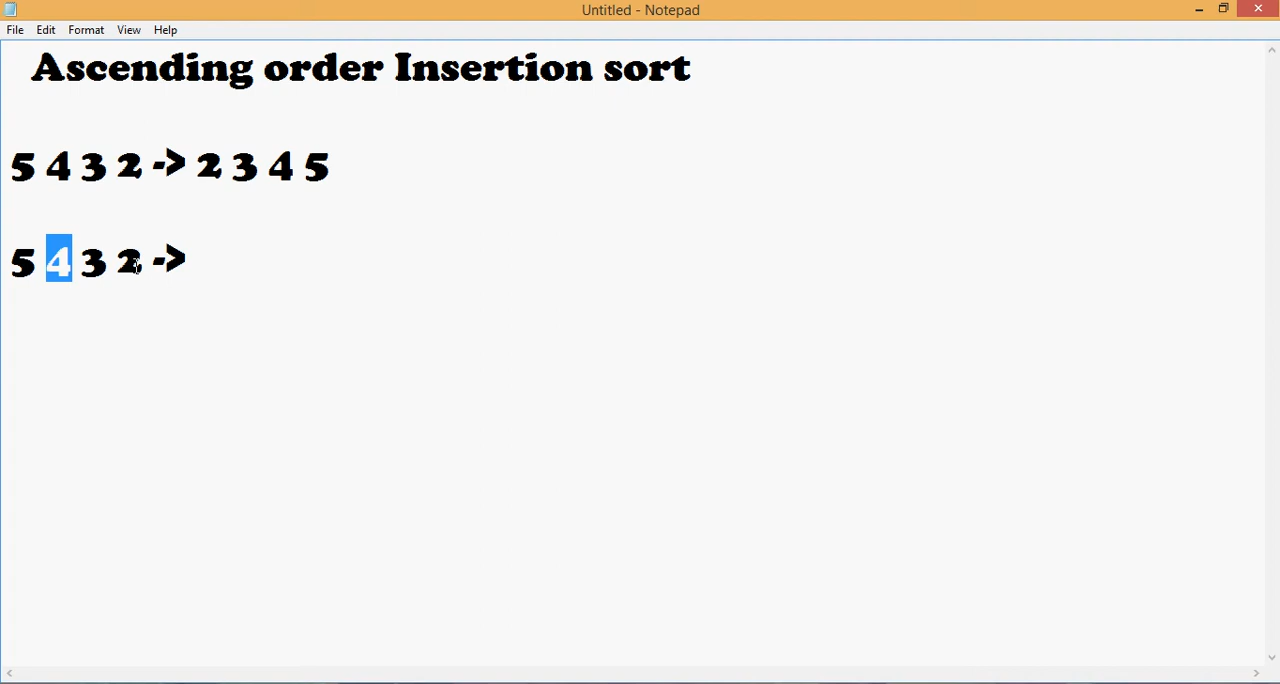 Untitled - Notepad
File Edit Format View Help
Ascending order Insertion sort
5 4 3 2 -> 2 3 4 5
5 4 3 2 ->